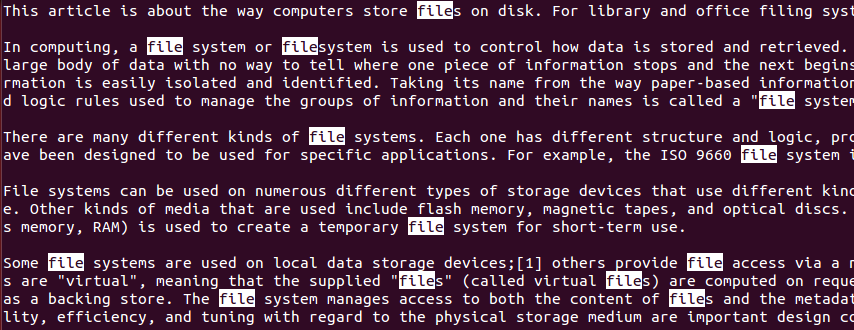 This article is about the way computers store files on disk. For library and office filing syst
In computing, a file system or filesystem is used to control how data is stored and retrieved.
large body of data with no way to tell where one piece of information stops and the next begins
rmation is easily isolated and identified. Taking its name from the way paper-based information
d logic rules used to manage the groups of information and their names is called a "file system
There are many different kinds of file systems. Each one has different structure and logic, pro
ave been designed to be used for specific applications. For example, the ISO 9660 file system i
File systems can be used on numerous different types of storage devices that use different kind
e. Other kinds of media that are used include flash memory, magnetic tapes, and optical discs.
s memory, RAM) is used to create a temporary file system for short-term use.
Some file systems are used on local data storage devices;[1] others provide file access via a n
s are "virtual", meaning that the supplied "files" (called virtual files) are computed on reque
as a backing store. The file system manages access to both the content of files and the metadat
lity, efficiency, and tuning with regard to the physical storage medium are important design co